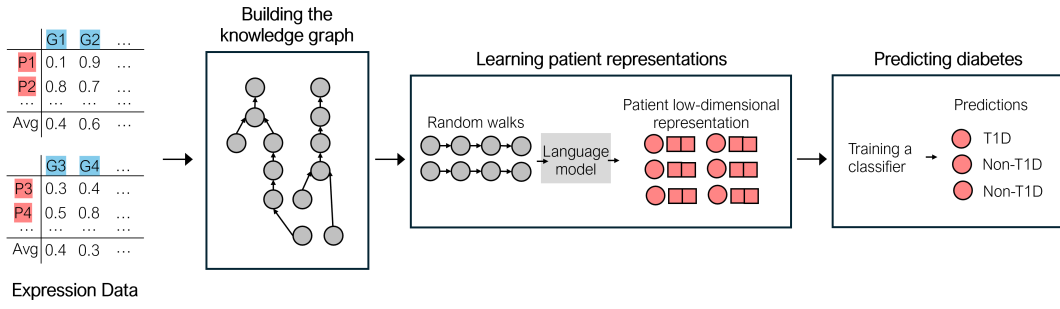 G1 G2 ...
P1 0.1 0.9 ...
P2 0.8 0.7 ...
... ... ... ...
Avg 0.4 0.6 ...
G3 G4 ...
P3 0.3 0.4 ...
P4 0.5 0.8 ...
... ... ... ...
Avg 0.4 0.3 ...
Expression Data
Building the
knowledge graph
Learning patient representations
Random walks
Language
model
Patient low-dimensional
representation
Predicting diabetes
Training a
classifier
Predictions
T1D
Non-T1D
Non-T1D